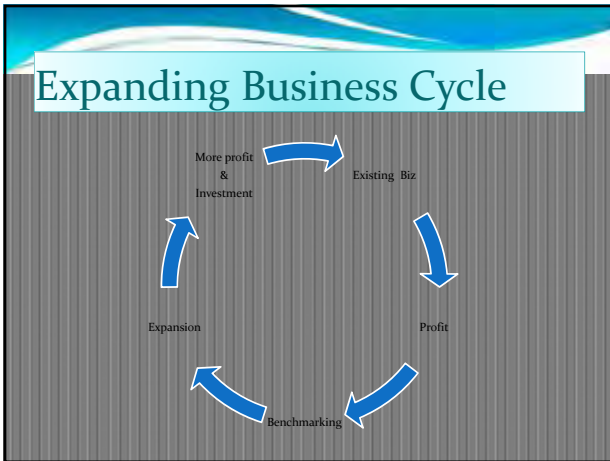 Expanding Business Cycle
More profit
&
Investment
Existing Biz
Profit
Benchmarking
Expansion